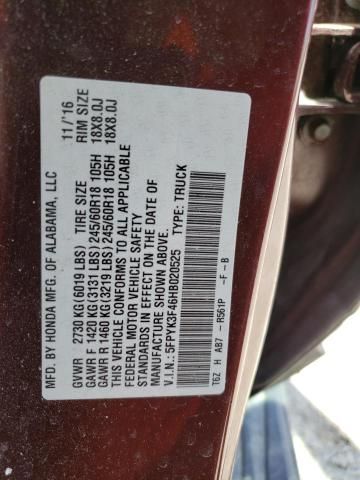 MFD. BY HONDA MFG. OF ALABAMA, LLC 11/'16
GVWR 2730 KG (6019 LBS) TIRE SIZE RIM SIZE
GAWR F 1420 KG (3131 LBS) 245/60R18 105H 18X8.0J
GAWR R 1460 KG (3219 LBS) 245/60R18 105H 18X8.0J
THIS VEHICLE CONFORMS TO ALL APPLICABLE
FEDERAL MOTOR VEHICLE SAFETY
STANDARDS IN EFFECT ON THE DATE OF
MANUFACTURE SHOWN ABOVE.
V.I.N.: 5FPYK3F46HB020525 TYPE: TRUCK
T6Z H AB7 - R561P -F -B